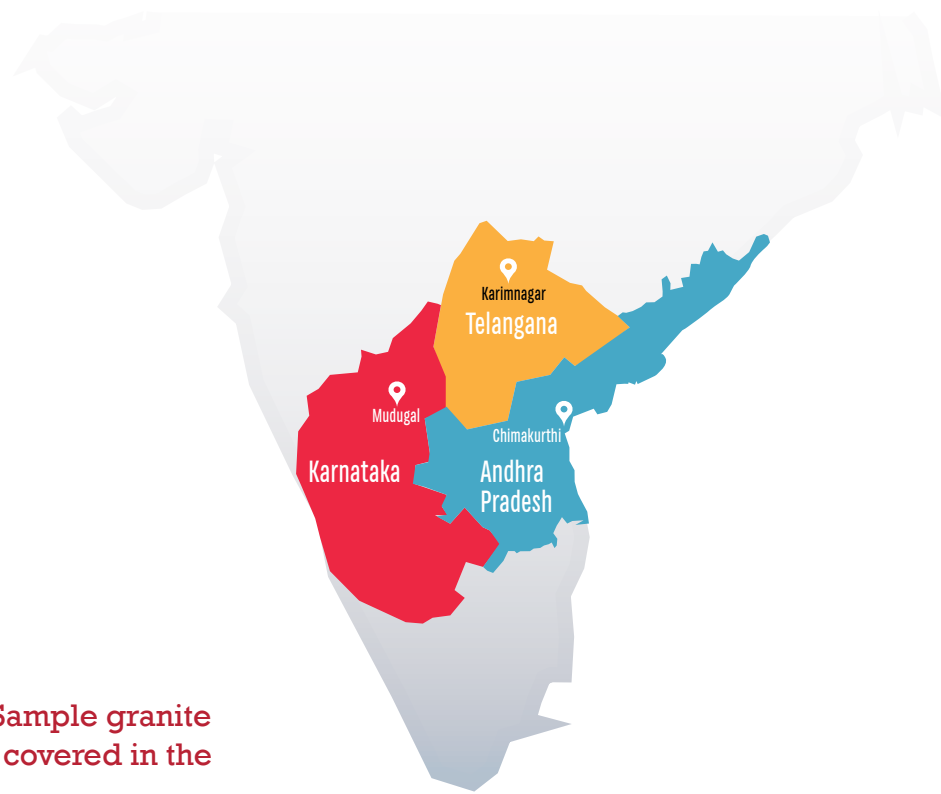 Karimnagar
Telangana
Mudugal
Chimakurthi
Karnataka
Andhra
Pradesh
Sample granite
covered in the